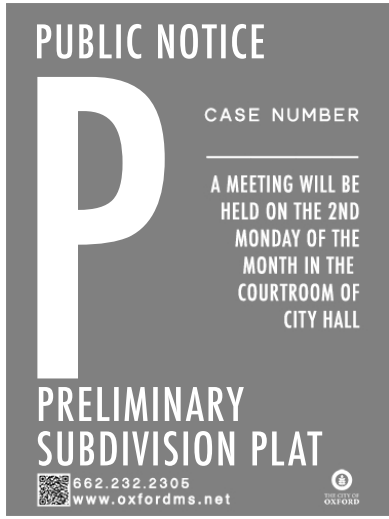 PUBLIC NOTICE
P
CASE NUMBER
A MEETING WILL BE
HELD ON THE 2ND
MONDAY OF THE
MONTH IN THE
COURTROOM OF
CITY HALL
PRELIMINARY
SUBDIVISION PLAT
662.232.2305
www.oxfordms.net
THE CITY OF
OXFORD